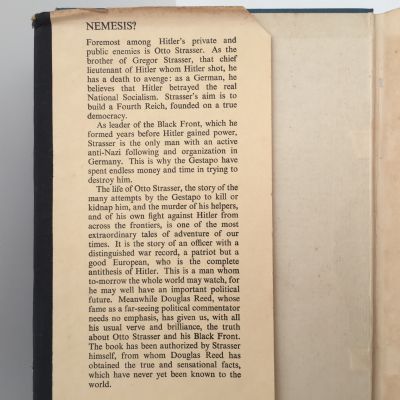 NEMESIS?
Foremost among Hitler's private and
public enemies is Otto Strasser. As the
brother of Gregor Strasser, that chief
lieutenant of Hitler whom Hitler shot, he
has a death to avenge: as a German, he
believes that Hitler betrayed the real
National Socialism. Strasser's aim is to
build a Fourth Reich, founded on a true
democracy.
As leader of the Black Front, which he
formed years before Hitler gained power,
Strasser is the only man with an active
anti-Nazi following and organization in
Germany. This is why the Gestapo have
spent endless money and time in trying to
destroy him.
The life of Otto Strasser, the story of the
many attempts by the Gestapo to kill or
kidnap him, and the murder of his helpers,
and of his own fight against Hitler from
across the frontiers, is one of the most
extraordinary tales of adventure of our
times. It is the story of an officer with a
distinguished war record, a patriot but a
good European, who is the complete
antithesis of Hitler. This is a man whom
to-morrow the whole world may watch, for
he may well have an important political
future. Meanwhile Douglas Reed, whose
fame as a far-seeing political commentator
needs no emphasis, has given us, with all
his usual verve and brilliance, the truth
about Otto Strasser and his Black Front.
The book has been authorized by Strasser
himself, from whom Douglas Reed has
obtained the true and sensational facts,
which have never yet been known to the
world.